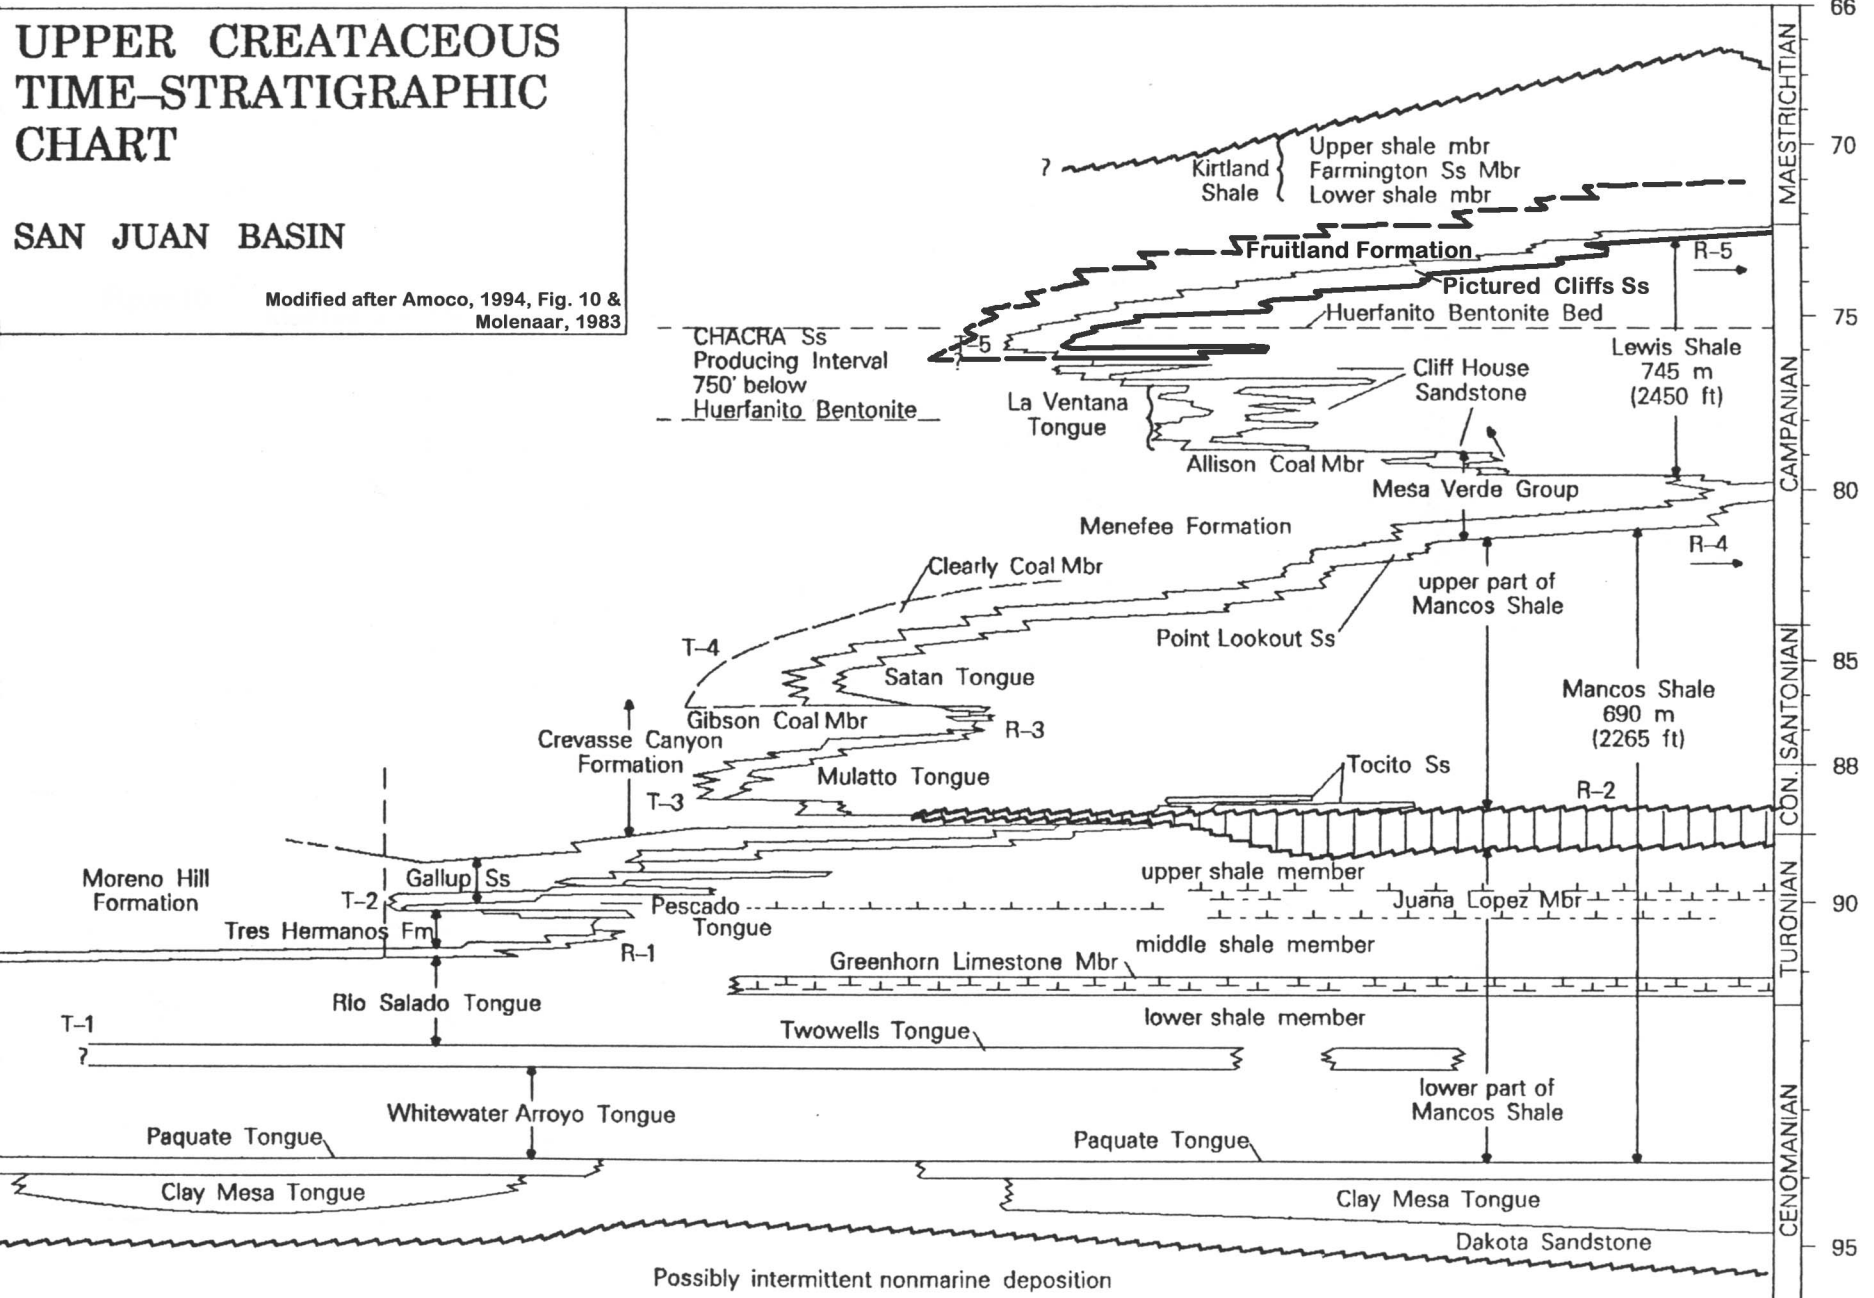 UPPER CREATACEOUS
TIME–STRATIGRAPHIC
CHART
SAN JUAN BASIN
Modified after Amoco, 1994, Fig. 10 &
Molenaar, 1983
66
MAESTRICHTIAN
70
?
Kirtland
Shale
Upper shale mbr
Farmington Ss Mbr
Lower shale mbr
Fruitland Formation
R–5
Pictured Cliffs Ss
Huerfanito Bentonite Bed
75
CHACRA Ss
Producing Interval
750' below
Huerfanito Bentonite
T–5
?
Lewis Shale
745 m
(2450 ft)
Cliff House
Sandstone
La Ventana
Tongue
CAMPANIAN
Allison Coal Mbr
Mesa Verde Group
80
Menefee Formation
R–4
Clearly Coal Mbr
upper part of
Mancos Shale
Point Lookout Ss
T–4
SANTONIAN
85
Satan Tongue
Mancos Shale
690 m
(2265 ft)
Gibson Coal Mbr
R–3
Crevasse Canyon
Formation
Mulatto Tongue
Tocito Ss
88
T–3
R–2
CON.
Moreno Hill
Formation
Gallup Ss
upper shale member
T–2
Pescado
Tongue
Juana Lopez Mbr
90
TURONIAN
Tres Hermanos Fm
R–1
middle shale member
Greenhorn Limestone Mbr
Rio Salado Tongue
lower shale member
T–1
?
Twowells Tongue
Whitewater Arroyo Tongue
lower part of
Mancos Shale
CENOMANIAN
Paquate Tongue
Paquate Tongue
Clay Mesa Tongue
Clay Mesa Tongue
Dakota Sandstone
95
Possibly intermittent nonmarine deposition